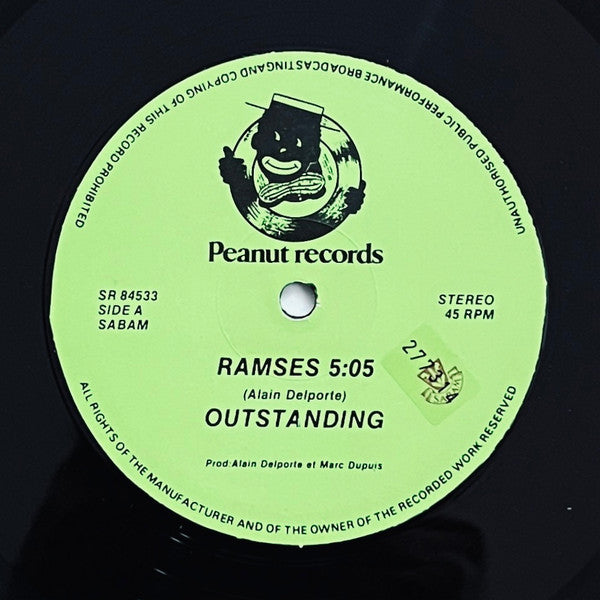 UNAUTHORISED PUBLIC PERFORMANCE BROADCASTINGAND COPYING OF THIS RECORD PROHIBITED
Peanut records
SR 84533
SIDE A
SABAM
STEREO
45 RPM
RAMSES 5:05
(Alain Delporte)
OUTSTANDING
Prod:Alain Delporte et Marc Dupuis
ALL RIGHTS OF THE MANUFACTURER AND OF THE OWNER OF THE RECORDED WORK RESERVED